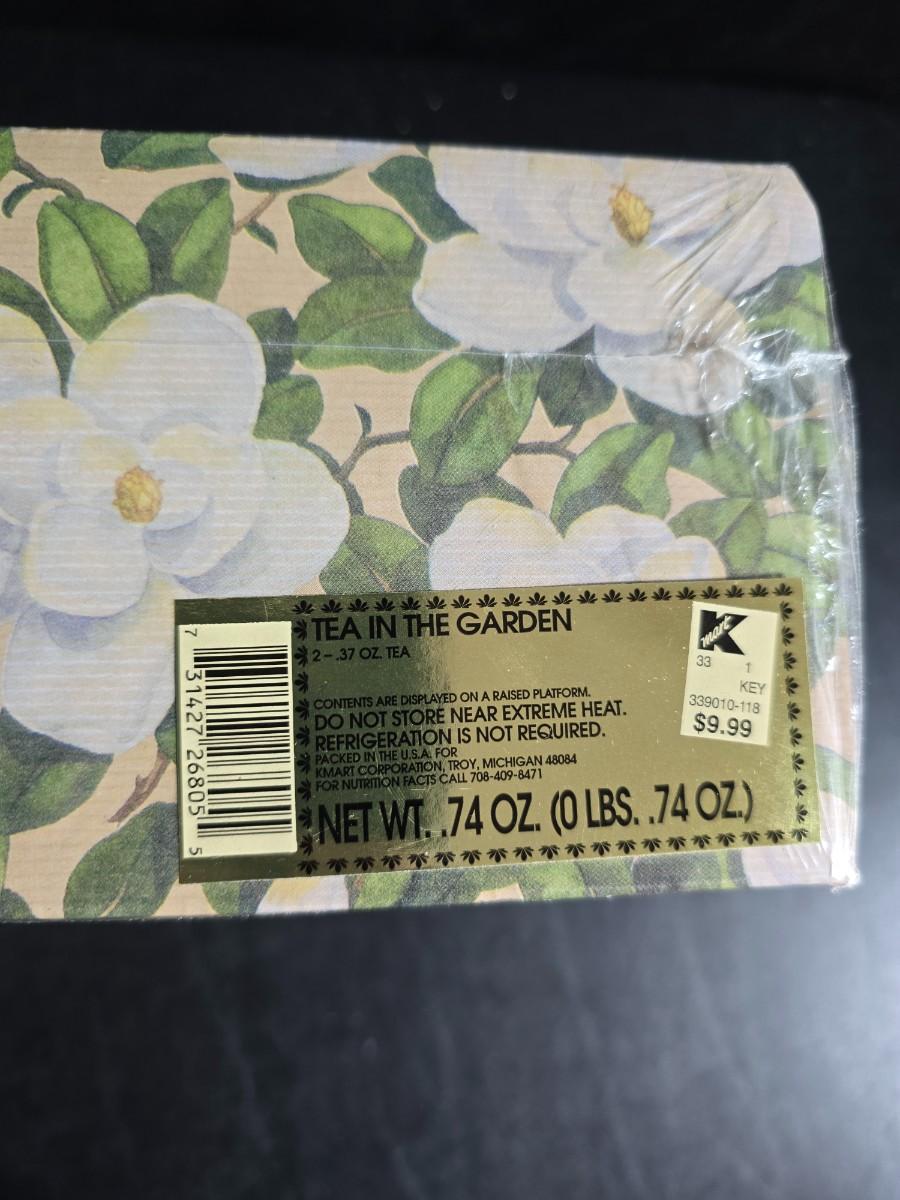 TEA IN THE GARDEN
2 – .37 OZ. TEA
CONTENTS ARE DISPLAYED ON A RAISED PLATFORM.
DO NOT STORE NEAR EXTREME HEAT.
REFRIGERATION IS NOT REQUIRED.
PACKED IN THE U.S.A. FOR
KMART CORPORATION, TROY, MICHIGAN 48084
FOR NUTRITION FACTS CALL 708-409-8471
NET WT. .74 OZ. (0 LBS. .74 OZ.)
7 31427 26805 5
K mart
33 1
KEY
339010-118
$9.99